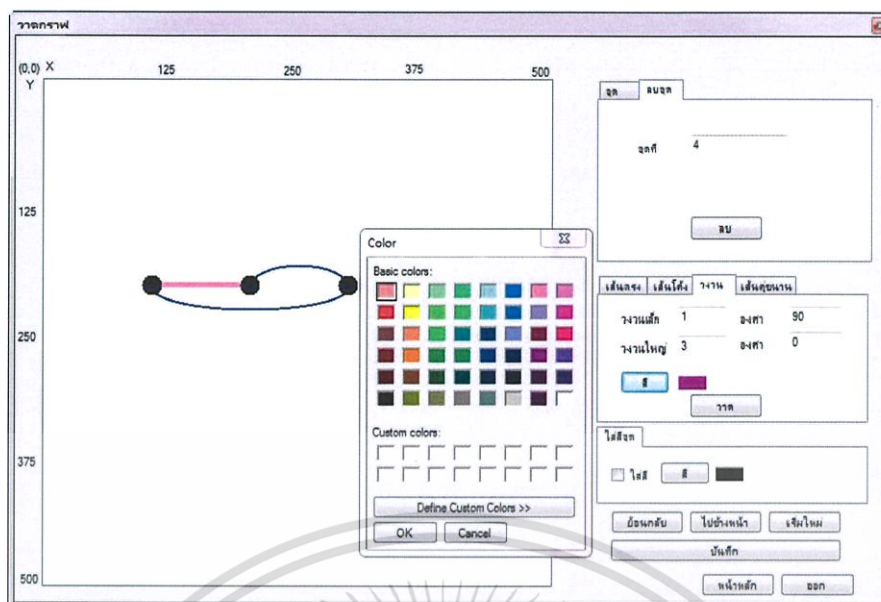 วาดกราฟ
(0,0) X 125 250 375 500
Y
125
250
375
500
จุด ลบจุด
จุดที่ 4
ลบ
เส้นตรง เส้นโค้ง วงวน เส้นคู่ขนาน
วงวนเล็ก 1 องศา 90
วงวนใหญ่ 3 องศา 0
สี
วาด
ใส่สีจุด
ใส่สี สี
ย้อนกลับ ไปข้างหน้า เริ่มใหม่
บันทึก
หน้าหลัก ออก
Color
Basic colors:
Custom colors:
Define Custom Colors >>
OK Cancel